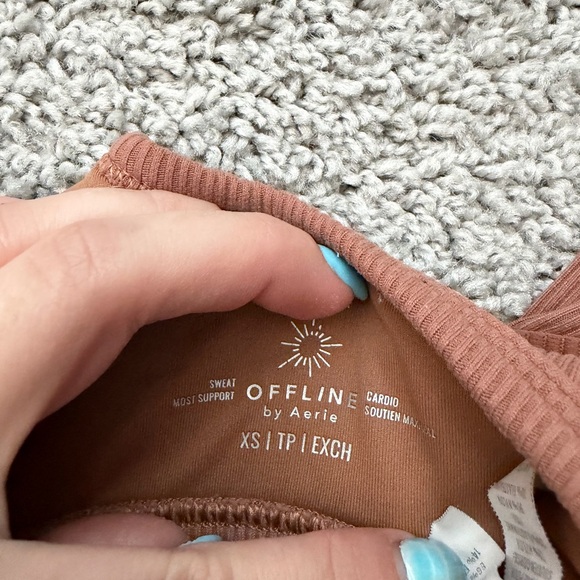 SWEAT
MOST SUPPORT
OFFLINE
by Aerie
CARDIO
SOUTIEN MAXIMAL
XS | TP | EXCH